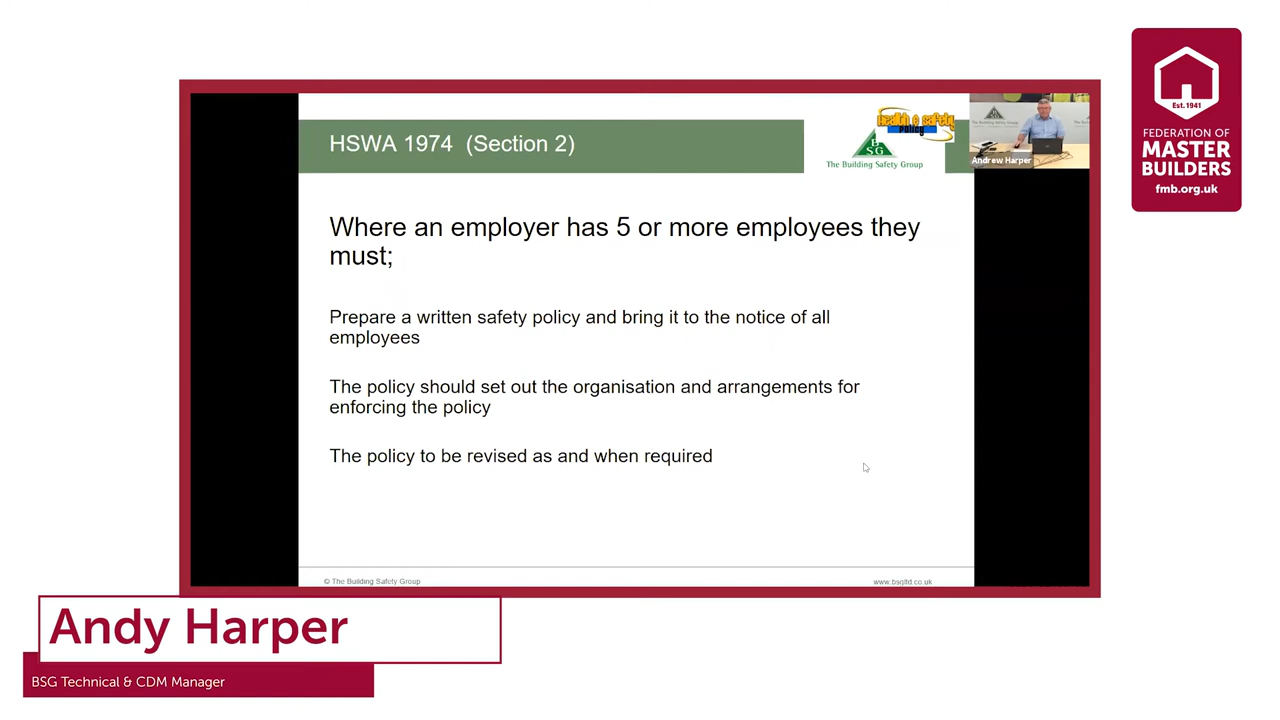 HSWA 1974 (Section 2)
Health & Safety
Policy
BSG
The Building Safety Group
Andrew Harper
Est. 1941
FEDERATION OF
MASTER
BUILDERS
fmb.org.uk
Where an employer has 5 or more employees they
must;
Prepare a written safety policy and bring it to the notice of all
employees
The policy should set out the organisation and arrangements for
enforcing the policy
The policy to be revised as and when required
© The Building Safety Group
www.bsgltd.co.uk
Andy Harper
BSG Technical & CDM Manager